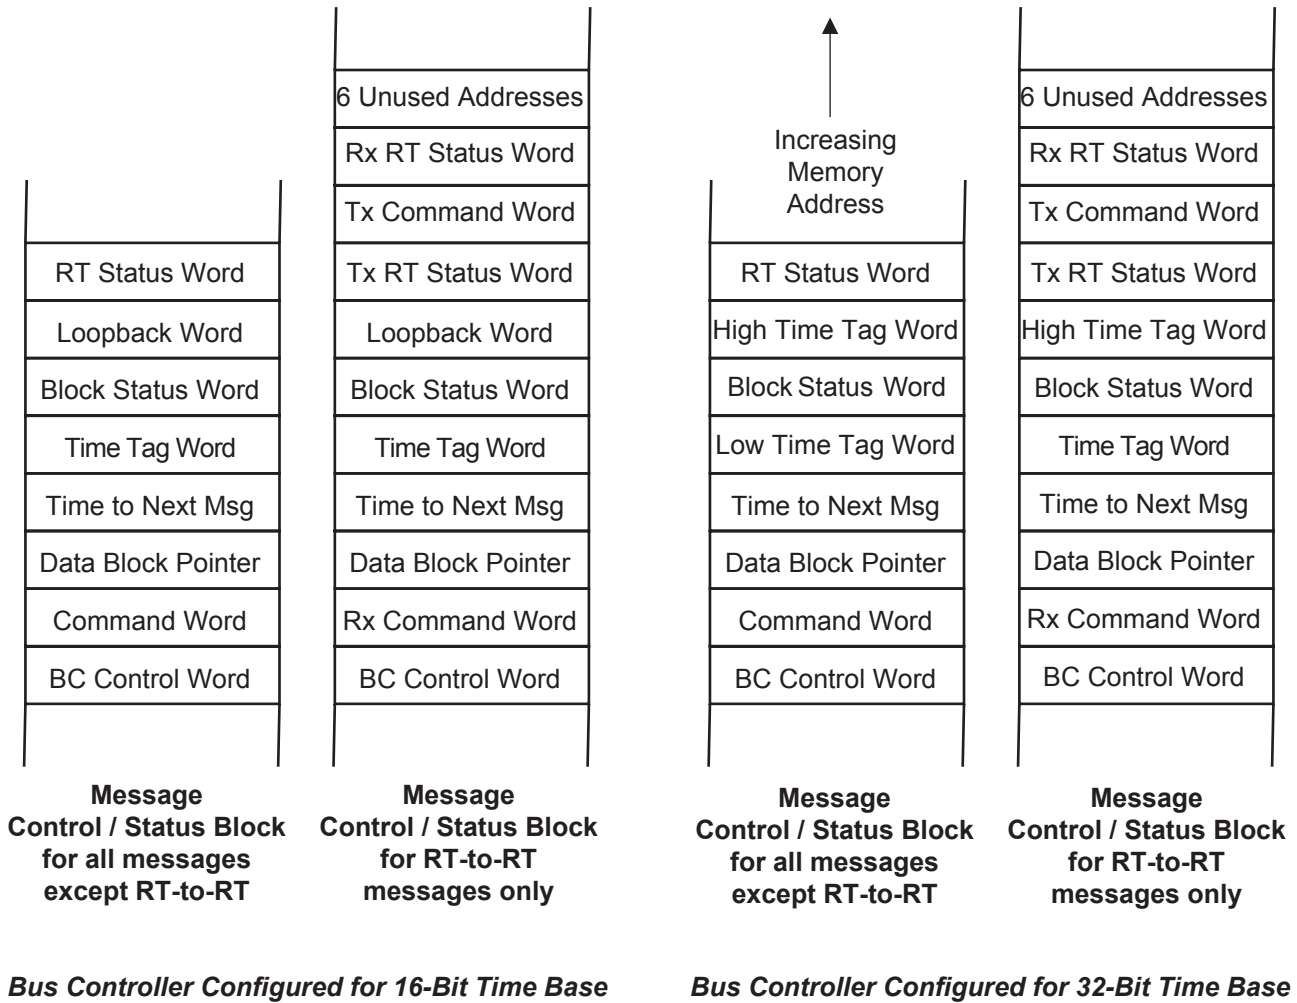 6 Unused Addresses
Rx RT Status Word
Tx Command Word
RT Status Word
Tx RT Status Word
Loopback Word
Loopback Word
Block Status Word
Block Status Word
Time Tag Word
Time Tag Word
Time to Next Msg
Time to Next Msg
Data Block Pointer
Data Block Pointer
Command Word
Rx Command Word
BC Control Word
BC Control Word
Message
Control / Status Block
for all messages
except RT-to-RT
Message
Control / Status Block
for RT-to-RT
messages only
Bus Controller Configured for 16-Bit Time Base
Increasing
Memory
Address
6 Unused Addresses
Rx RT Status Word
Tx Command Word
RT Status Word
Tx RT Status Word
High Time Tag Word
High Time Tag Word
Block Status Word
Block Status Word
Low Time Tag Word
Time Tag Word
Time to Next Msg
Time to Next Msg
Data Block Pointer
Data Block Pointer
Command Word
Rx Command Word
BC Control Word
BC Control Word
Message
Control / Status Block
for all messages
except RT-to-RT
Message
Control / Status Block
for RT-to-RT
messages only
Bus Controller Configured for 32-Bit Time Base